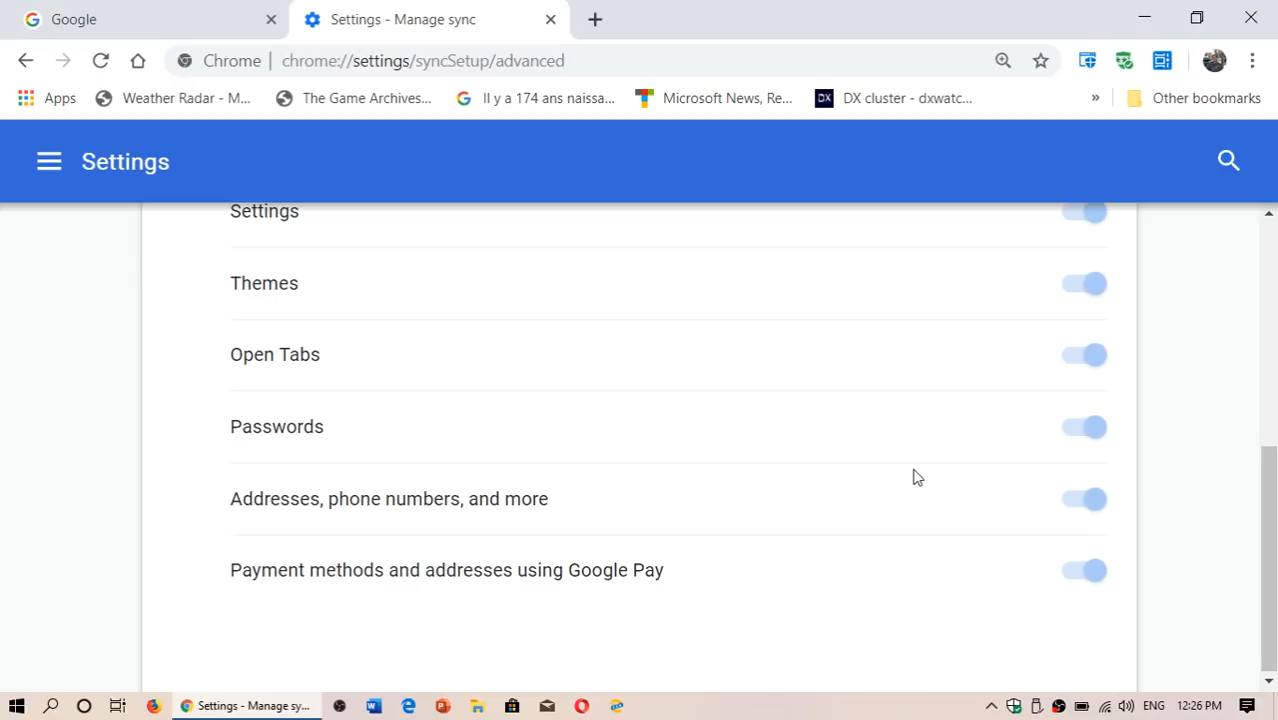 Google
Settings - Manage sync
Chrome | chrome://settings/syncSetup/advanced
Apps
Weather Radar - M...
The Game Archives...
Il y a 174 ans naissa...
Microsoft News, Re...
DX
DX cluster - dxwatc...
»
Other bookmarks
Settings
Settings
Themes
Open Tabs
Passwords
Addresses, phone numbers, and more
Payment methods and addresses using Google Pay
Settings - Manage sy...
ENG
12:26 PM